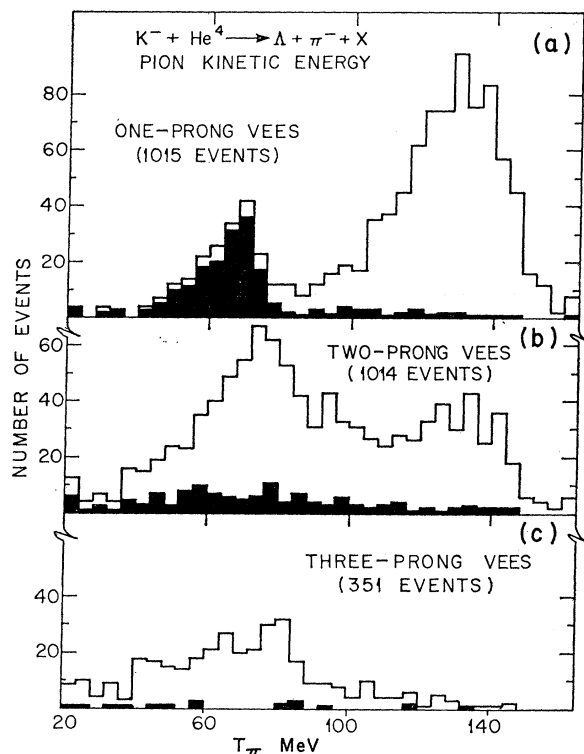 K⁻ + He⁴ → Λ + π⁻ + X
PION KINETIC ENERGY
(a)
ONE-PRONG VEES
(1015 EVENTS)
80
60
40
20
NUMBER OF EVENTS
(b)
TWO-PRONG VEES
(1014 EVENTS)
60
40
20
(c)
THREE-PRONG VEES
(351 EVENTS)
40
20
20 60 100 140
Tπ MeV